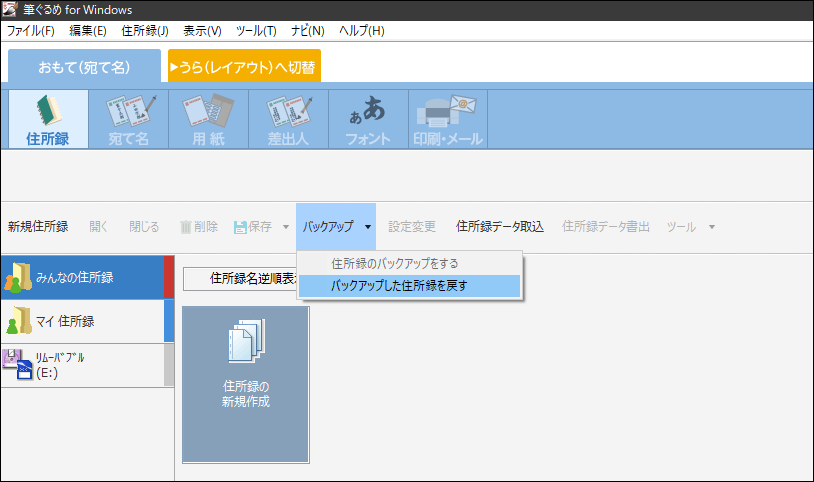 筆ぐるめ for Windows
ファイル(F) 編集(E) 住所録(J) 表示(V) ツール(T) ナビ(N) ヘルプ(H)
おもて(宛て名) ▶うら(レイアウト)へ切替
住所録 宛て名 用紙 差出人 フォント 印刷・メール
新規住所録 開く 閉じる 削除 保存 バックアップ 設定変更 住所録データ取込 住所録データ書出 ツール
住所録のバックアップをする
バックアップした住所録を戻す
みんなの住所録
住所録名逆順表
マイ 住所録
ﾘﾑｰﾊﾞﾌﾞﾙ
(E:)
住所録の
新規作成